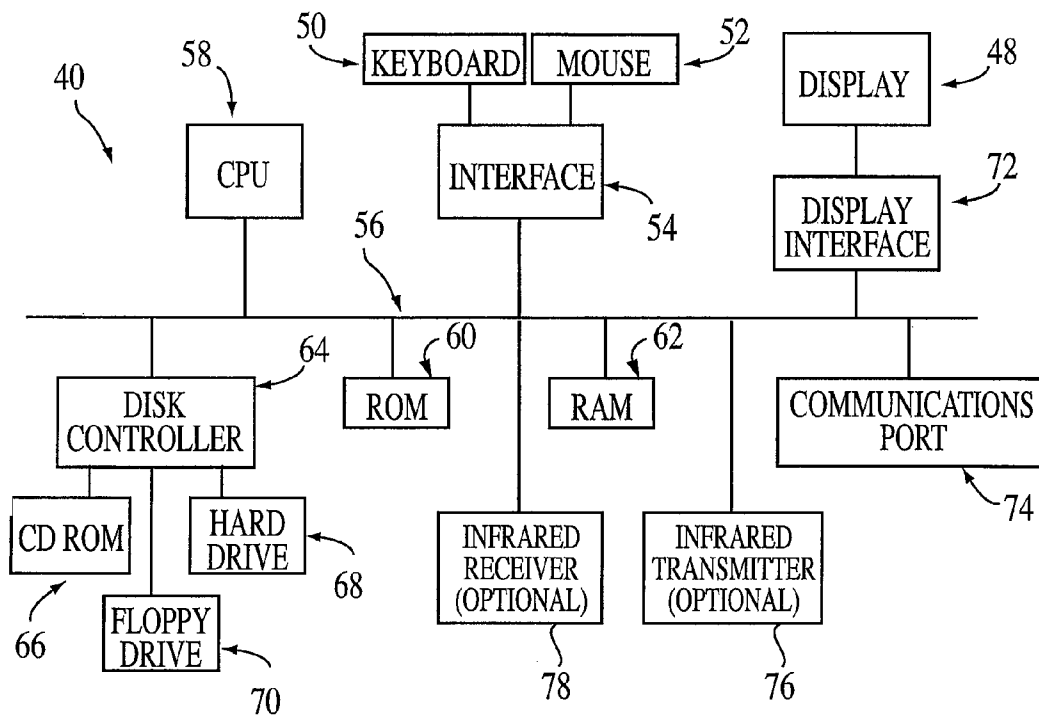 50
KEYBOARD
MOUSE
52
58
40
DISPLAY
48
CPU
INTERFACE
54
72
DISPLAY
INTERFACE
56
64
60
62
DISK
CONTROLLER
ROM
RAM
COMMUNICATIONS
PORT
74
CD ROM
66
HARD
DRIVE
68
FLOPPY
DRIVE
70
INFRARED
RECEIVER
(OPTIONAL)
78
INFRARED
TRANSMITTER
(OPTIONAL)
76